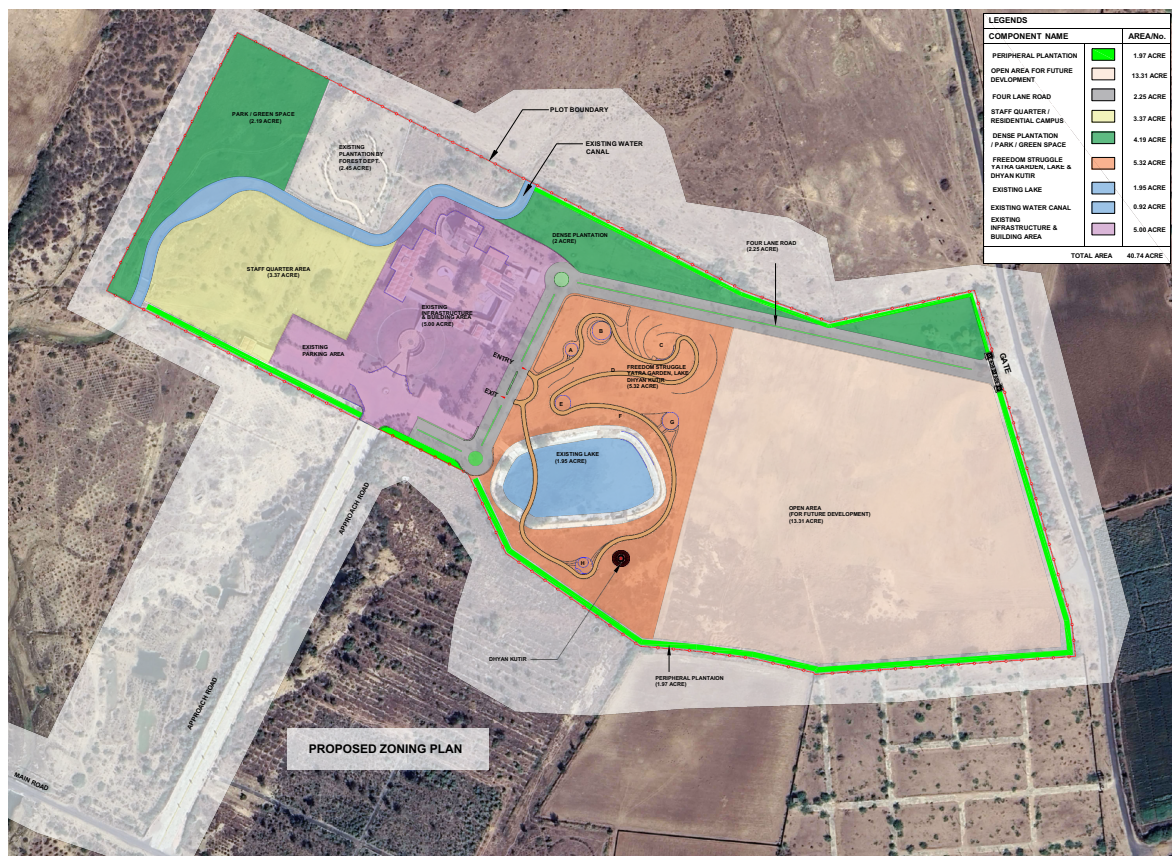 LEGENDS
COMPONENT NAME AREA/No.
PERIPHERAL PLANTATION 1.97 ACRE
OPEN AREA FOR FUTURE
DEVLOPMENT 13.31 ACRE
FOUR LANE ROAD 2.25 ACRE
STAFF QUARTER /
RESIDENTIAL CAMPUS 3.37 ACRE
DENSE PLANTATION
/ PARK / GREEN SPACE 4.19 ACRE
FREEDOM STRUGGLE
YATRA GARDEN, LAKE &
DHYAN KUTIR 5.32 ACRE
EXISTING LAKE 1.95 ACRE
EXISTING WATER CANAL 0.92 ACRE
EXISTING
INFRASTRUCTURE &
BUILDING AREA 5.00 ACRE
TOTAL AREA 40.74 ACRE
PLOT BOUNDARY
PARK / GREEN SPACE
(2.19 ACRE)
EXISTING
PLANTATION BY
FOREST DEPT.
(2.45 ACRE)
EXISTING WATER
CANAL
DENSE PLANTATION
(2 ACRE)
FOUR LANE ROAD
(2.25 ACRE)
STAFF QUARTER AREA
(3.37 ACRE)
EXISTING
INFRASTRUCTURE
& BUILDING AREA
(5.00 ACRE)
EXISTING
PARKING AREA
ENTRY
EXIT
GATE
A
B
C
D
FREEDOM STRUGGLE
YATRA GARDEN, LAKE
DHYAN KUTIR
(5.32 ACRE)
E
F
G
EXISTING LAKE
(1.95 ACRE)
H
OPEN AREA
(FOR FUTURE DEVELOPMENT)
(13.31 ACRE)
APPROACH ROAD
DHYAN KUTIR
PERIPHERAL PLANTAION
(1.97 ACRE)
APPROACH ROAD
PROPOSED ZONING PLAN
MAIN ROAD